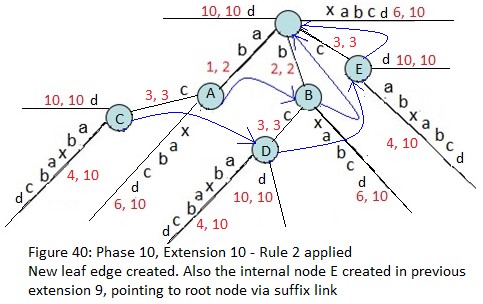 10, 10 d
x a b c d 6, 10
a
b
1, 2
b
2, 2
c
3, 3
E
d 10, 10
10, 10 d
3, 3 c
A
B
C
a b x a b c d
4, 10
a b x a b c d
4, 10
x a b c d
6, 10
3, 3 c
D
x a b c d
6, 10
a b x a b c d
4, 10
d
10, 10
Figure 40: Phase 10, Extension 10 - Rule 2 applied
New leaf edge created. Also the internal node E created in previous
extension 9, pointing to root node via suffix link